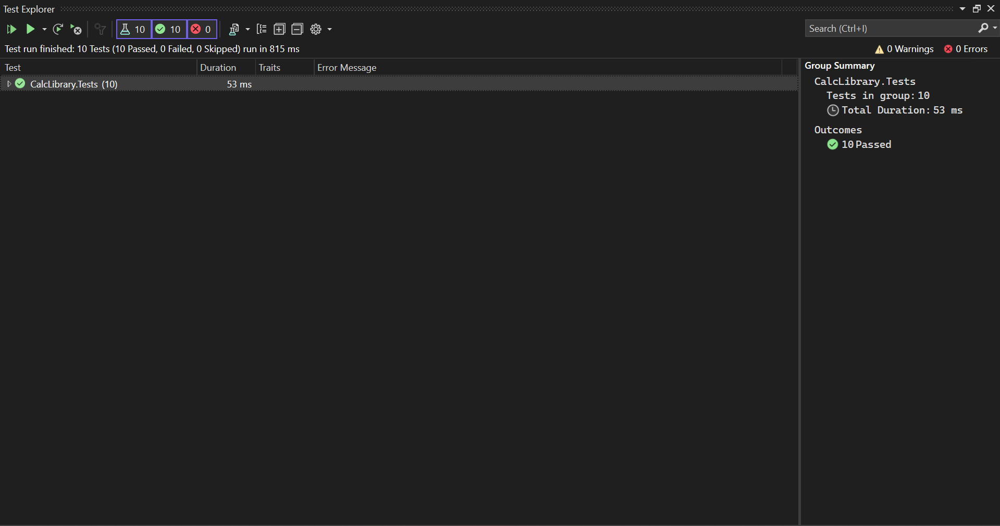 Test Explorer
10 10 0
Search (Ctrl+I)
Test run finished: 10 Tests (10 Passed, 0 Failed, 0 Skipped) run in 815 ms
0 Warnings 0 Errors
Test Duration Traits Error Message
CalcLibrary.Tests (10) 53 ms
Group Summary
CalcLibrary.Tests
Tests in group: 10
Total Duration: 53 ms
Outcomes
10 Passed